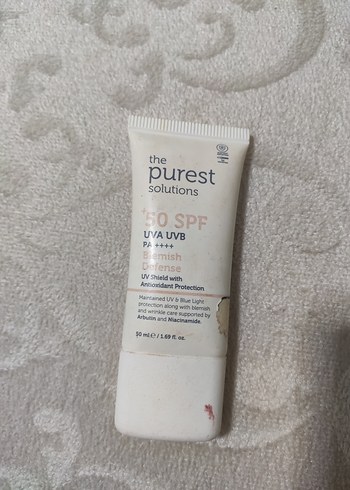 the
purest
solutions
+50 SPF
UVA UVB
PA++++
Blemish
Defense
UV Shield with
Antioxidant Protection
Maintained UV & Blue Light
protection along with blemish
and wrinkle care supported by
Arbutin and Niacinamide.
50 ml ℮ / 1.69 fl. oz.